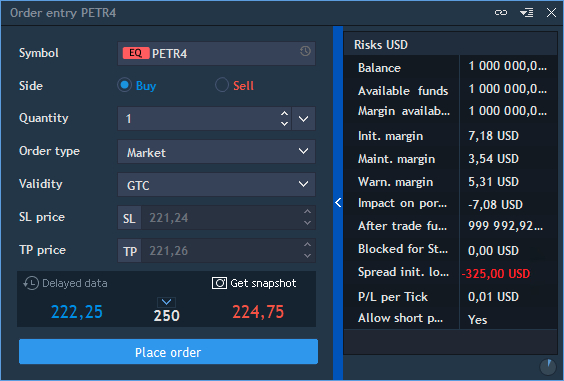 Order entry PETR4
Symbol EQ PETR4
Side Buy Sell
Quantity 1
Order type Market
Validity GTC
SL price SL 221,24
TP price TP 221,26
Delayed data Get snapshot
222,25 250 224,75
Place order
Risks USD
Balance 1 000 000,0...
Available funds 1 000 000,0...
Margin availab... 1 000 000,0...
Init. margin 7,18 USD
Maint. margin 3,54 USD
Warn. margin 5,31 USD
Impact on por... -7,08 USD
After trade fu... 999 992,92...
Blocked for St... 0,00 USD
Spread init. lo... -325,00 USD
P/L per Tick 0,01 USD
Allow short p... Yes